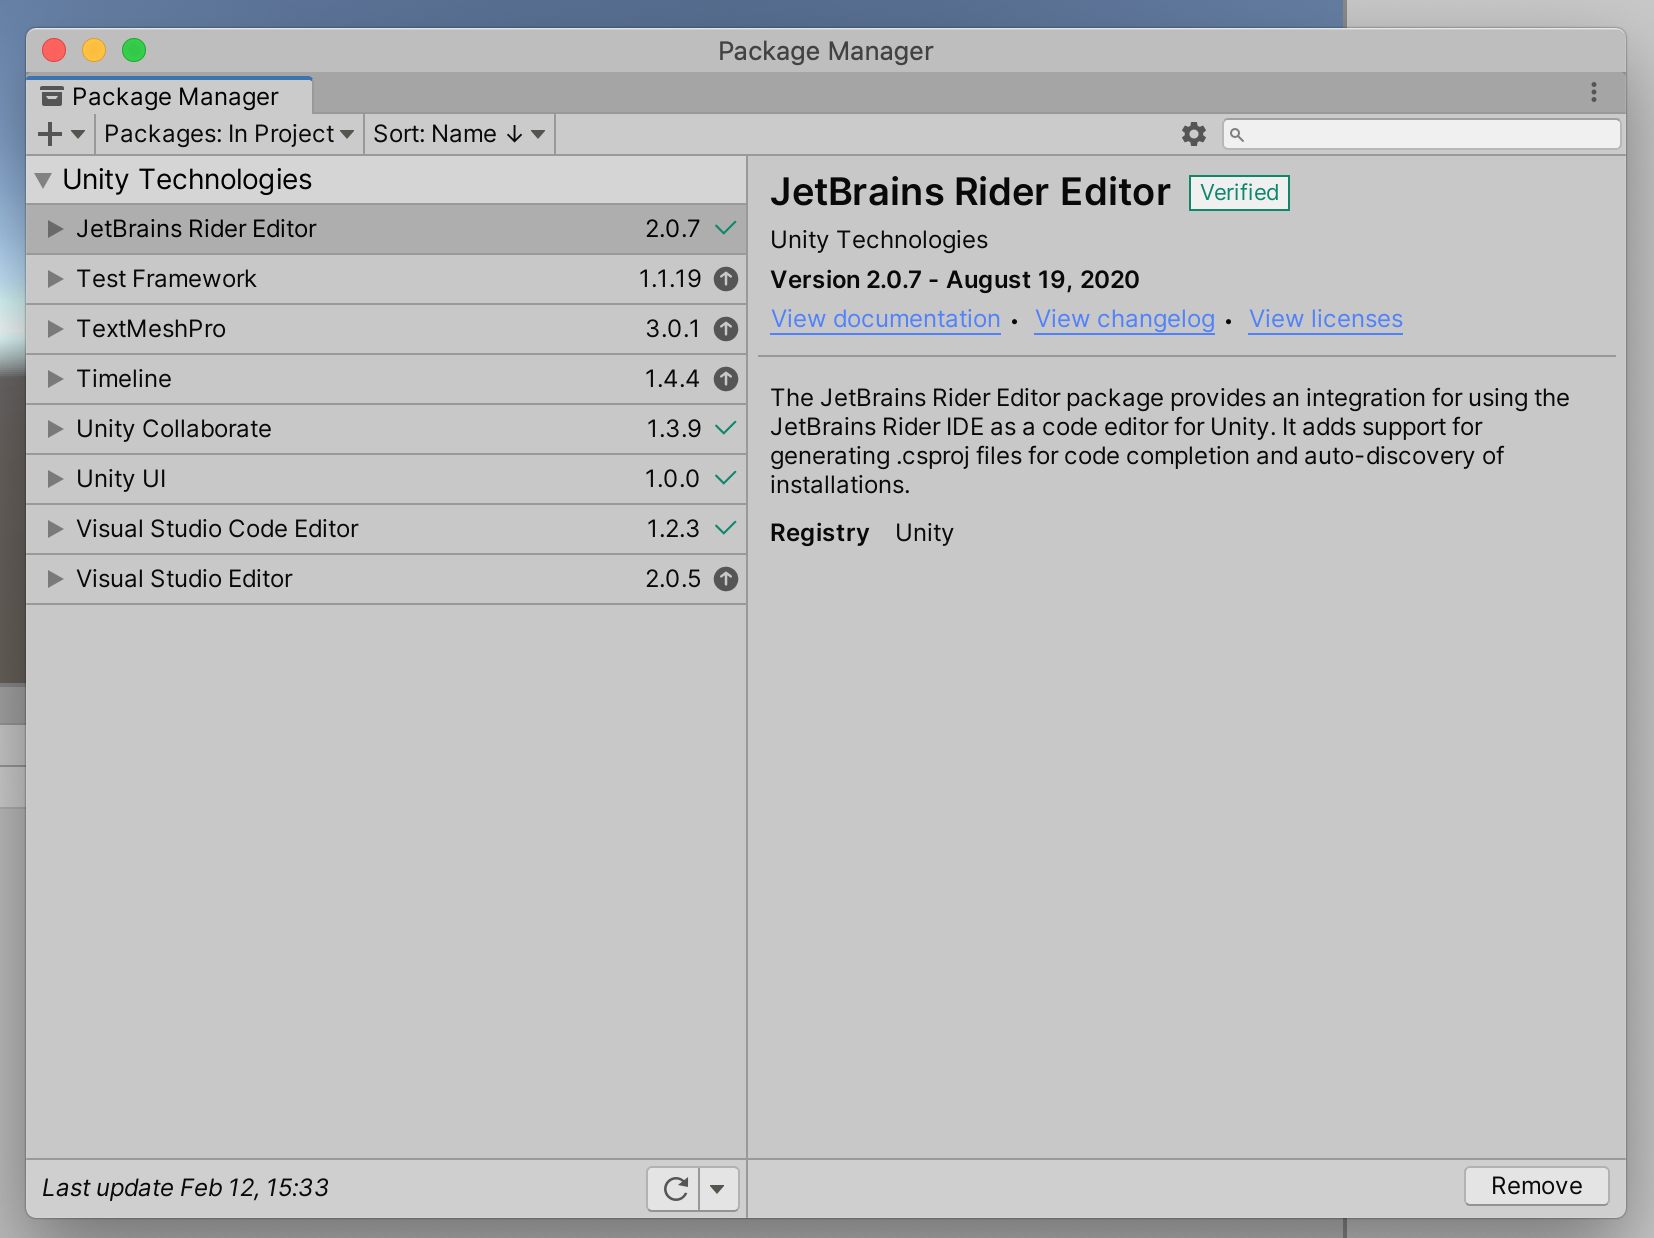 Package Manager
Package Manager
Packages: In Project
Sort: Name ↓
Unity Technologies
JetBrains Rider Editor 2.0.7
Test Framework 1.1.19
TextMeshPro 3.0.1
Timeline 1.4.4
Unity Collaborate 1.3.9
Unity UI 1.0.0
Visual Studio Code Editor 1.2.3
Visual Studio Editor 2.0.5
Last update Feb 12, 15:33
JetBrains Rider Editor Verified
Unity Technologies
Version 2.0.7 - August 19, 2020
View documentation • View changelog • View licenses
The JetBrains Rider Editor package provides an integration for using the
JetBrains Rider IDE as a code editor for Unity. It adds support for
generating .csproj files for code completion and auto-discovery of
installations.
Registry Unity
Remove